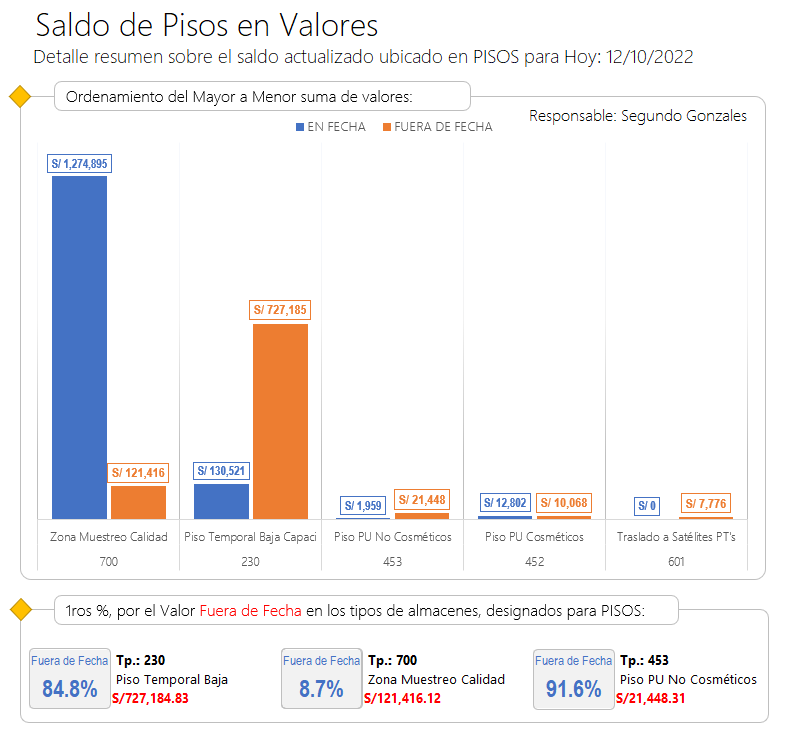 Saldo de Pisos en Valores
Detalle resumen sobre el saldo actualizado ubicado en PISOS para Hoy: 12/10/2022
Ordenamiento del Mayor a Menor suma de valores:
Responsable: Segundo Gonzales
EN FECHA FUERA DE FECHA
S/ 1,274,895
S/ 727,185
S/ 121,416
S/ 130,521
S/ 1,959
S/ 21,448
S/ 12,802
S/ 10,068
S/ 0
S/ 7,776
Zona Muestreo Calidad Piso Temporal Baja Capaci Piso PU No Cosméticos Piso PU Cosméticos Traslado a Satélites PT's
700 230 453 452 601
1ros %, por el Valor Fuera de Fecha en los tipos de almacenes, designados para PISOS:
Fuera de Fecha
84.8%
Tp.: 230
Piso Temporal Baja
S/727,184.83
Fuera de Fecha
8.7%
Tp.: 700
Zona Muestreo Calidad
S/121,416.12
Fuera de Fecha
91.6%
Tp.: 453
Piso PU No Cosméticos
S/21,448.31